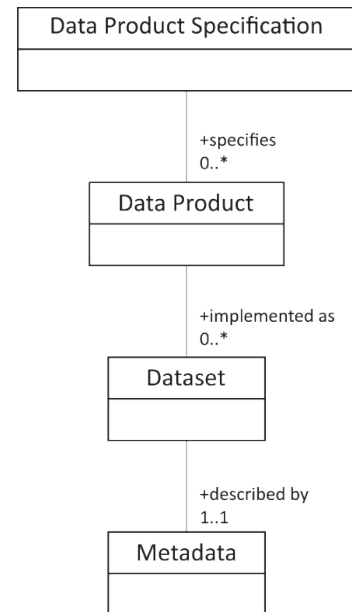 Data Product Specification
+specifies
0..*
Data Product
+implemented as
0..*
Dataset
+described by
1..1
Metadata